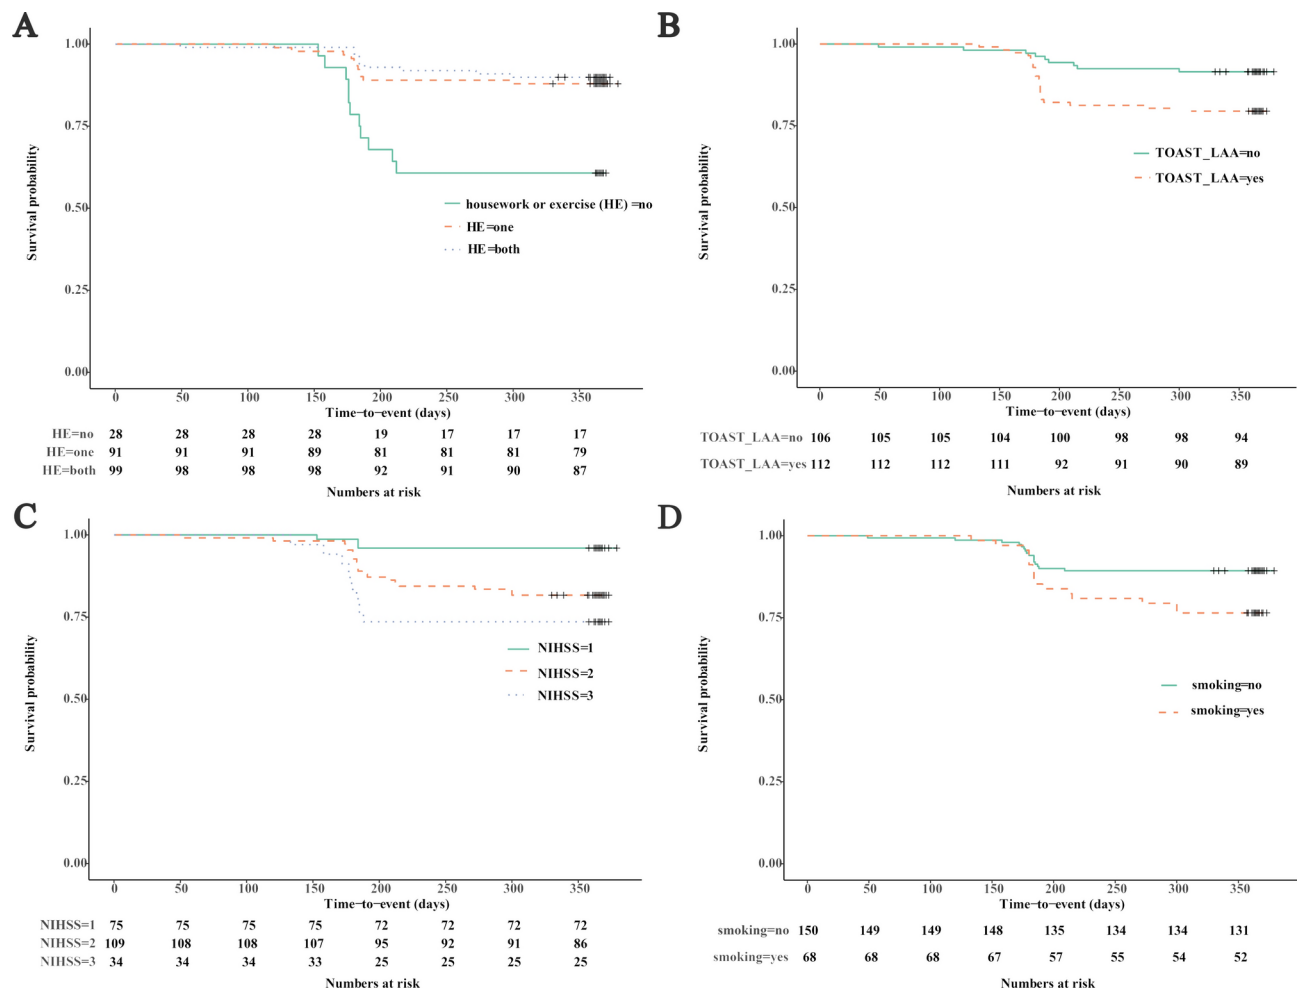 A
1.00
0.75
0.50
0.25
0.00
Survival probability
housework or exercise (HE) =no
HE=one
HE=both
0 50 100 150 200 250 300 350
Time-to-event (days)
HE=no 28 28 28 28 19 17 17 17
HE=one 91 91 91 89 81 81 81 79
HE=both 99 98 98 98 92 91 90 87
Numbers at risk
B
1.00
0.75
0.50
0.25
0.00
Survival probability
TOAST_LAA=no
TOAST_LAA=yes
0 50 100 150 200 250 300 350
Time-to-event (days)
TOAST_LAA=no 106 105 105 104 100 98 98 94
TOAST_LAA=yes 112 112 112 111 92 91 90 89
Numbers at risk
C
1.00
0.75
0.50
0.25
0.00
Survival probability
NIHSS=1
NIHSS=2
NIHSS=3
0 50 100 150 200 250 300 350
Time-to-event (days)
NIHSS=1 75 75 75 75 72 72 72 72
NIHSS=2 109 108 108 107 95 92 91 86
NIHSS=3 34 34 34 33 25 25 25 25
Numbers at risk
D
1.00
0.75
0.50
0.25
0.00
Survival probability
smoking=no
smoking=yes
0 50 100 150 200 250 300 350
Time-to-event (days)
smoking=no 150 149 149 148 135 134 134 131
smoking=yes 68 68 68 67 57 55 54 52
Numbers at risk